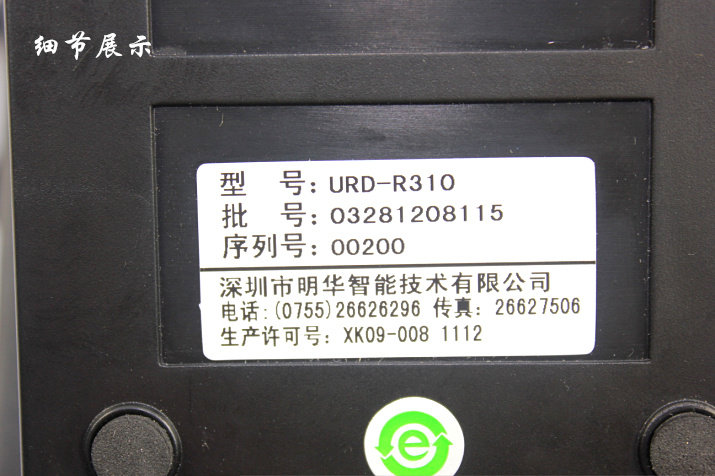 细节展示
型 号：URD-R310
批 号：03281208115
序列号：00200
深圳市明华智能技术有限公司
电话:(0755)26626296 传真：26627506
生产许可号：XK09-008 1112
e